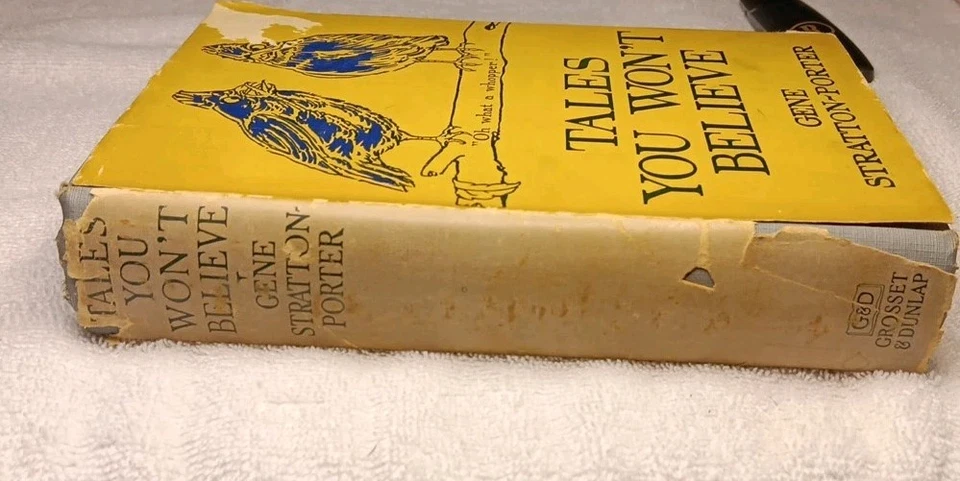 "Oh what a whopper!"
TALES
YOU WON'T
BELIEVE
GENE
STRATTON-PORTER
TALES
YOU
WON'T
BELIEVE
GENE
STRATTON-
PORTER
G&D
GROSSET
& DUNLAP